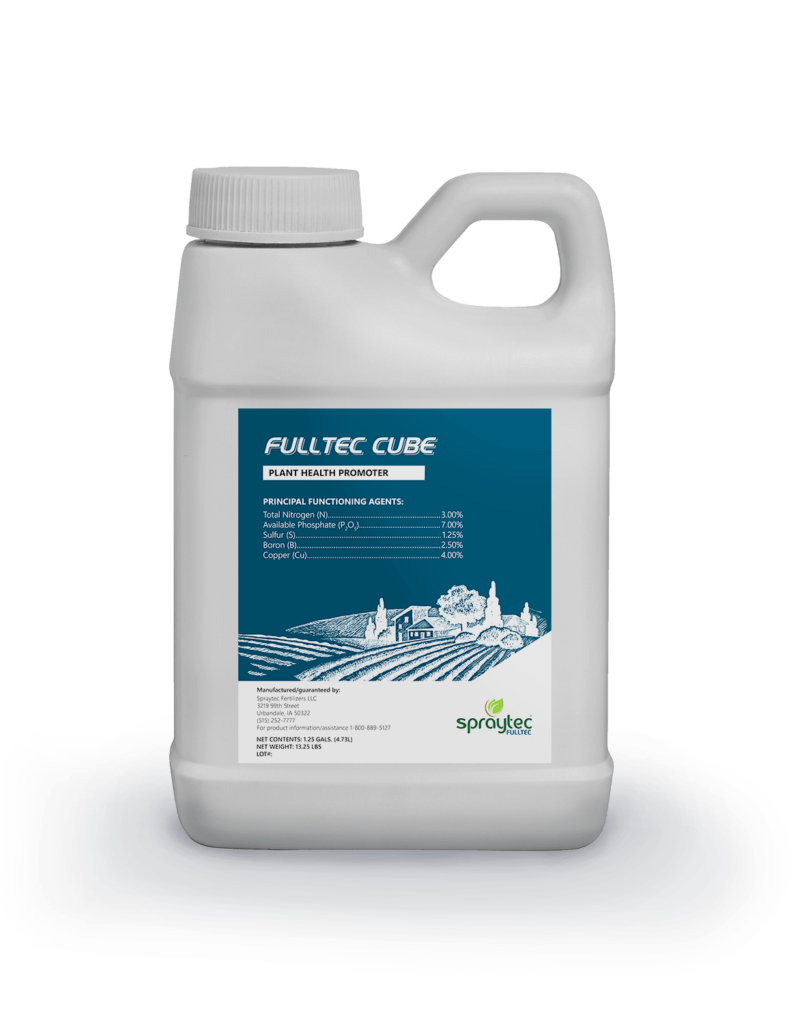 FULLTEC CUBE
PLANT HEALTH PROMOTER
PRINCIPAL FUNCTIONING AGENTS:
Total Nitrogen (N)......................................3.00%
Available Phosphate (P₂O₅)..........................7.00%
Sulfur (S)..................................................1.25%
Boron (B)..................................................2.50%
Copper (Cu)..............................................4.00%
Manufactured/guaranteed by:
Spraytec Fertilizers LLC
3219 99th Street
Urbandale, IA 50322
(515) 252-7777
For product information/assistance 1-800-889-5127
NET CONTENTS: 1.25 GALS. (4.73L)
NET WEIGHT: 13.25 LBS
LOT#:
spraytec
FULLTEC